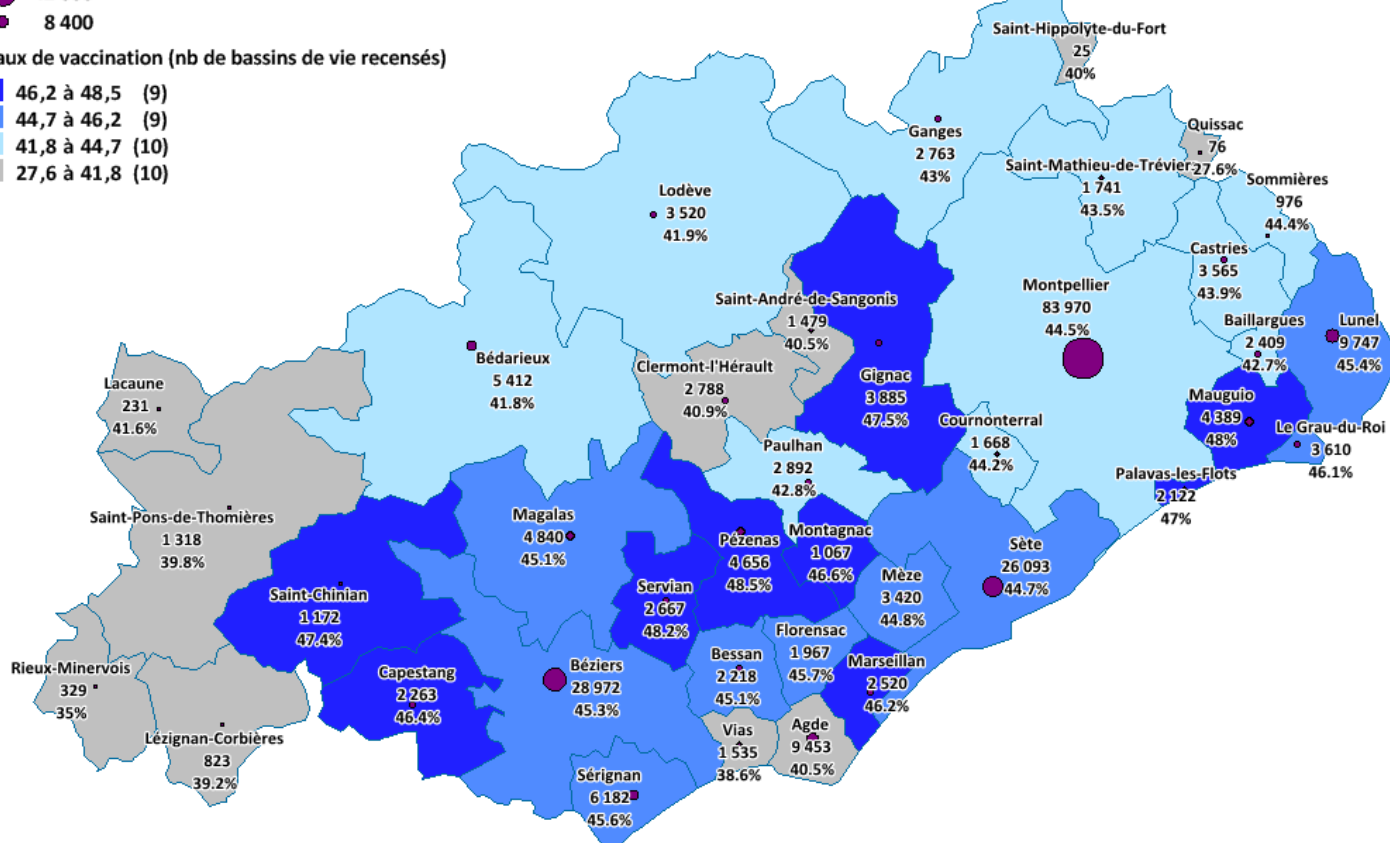 8 400
aux de vaccination (nb de bassins de vie recensés)
46,2 à 48,5 (9)
44,7 à 46,2 (9)
41,8 à 44,7 (10)
27,6 à 41,8 (10)
Saint-Hippolyte-du-Fort
25
40%
Ganges
2 763
43%
Quissac
76
27.6%
Saint-Mathieu-de-Tréviers
1 741
43.5%
Sommières
976
44.4%
Lodève
3 520
41.9%
Castries
3 565
43.9%
Montpellier
83 970
44.5%
Saint-André-de-Sangonis
1 479
40.5%
Baillargues
2 409
42.7%
Lunel
9 747
45.4%
Bédarieux
5 412
41.8%
Clermont-l'Hérault
2 788
40.9%
Gignac
3 885
47.5%
Lacaune
231
41.6%
Mauguio
4 389
48%
Le Grau-du-Roi
3 610
46.1%
Cournonterral
1 668
44.2%
Paulhan
2 892
42.8%
Palavas-les-Flots
2 122
47%
Saint-Pons-de-Thomières
1 318
39.8%
Magalas
4 840
45.1%
Pézenas
4 656
48.5%
Montagnac
1 067
46.6%
Sète
26 093
44.7%
Mèze
3 420
44.8%
Saint-Chinian
1 172
47.4%
Servian
2 667
48.2%
Florensac
1 967
45.7%
Bessan
2 218
45.1%
Marseillan
2 520
46.2%
Rieux-Minervois
329
35%
Capestang
2 263
46.4%
Béziers
28 972
45.3%
Lézignan-Corbières
823
39.2%
Vias
1 535
38.6%
Agde
9 453
40.5%
Sérignan
6 182
45.6%